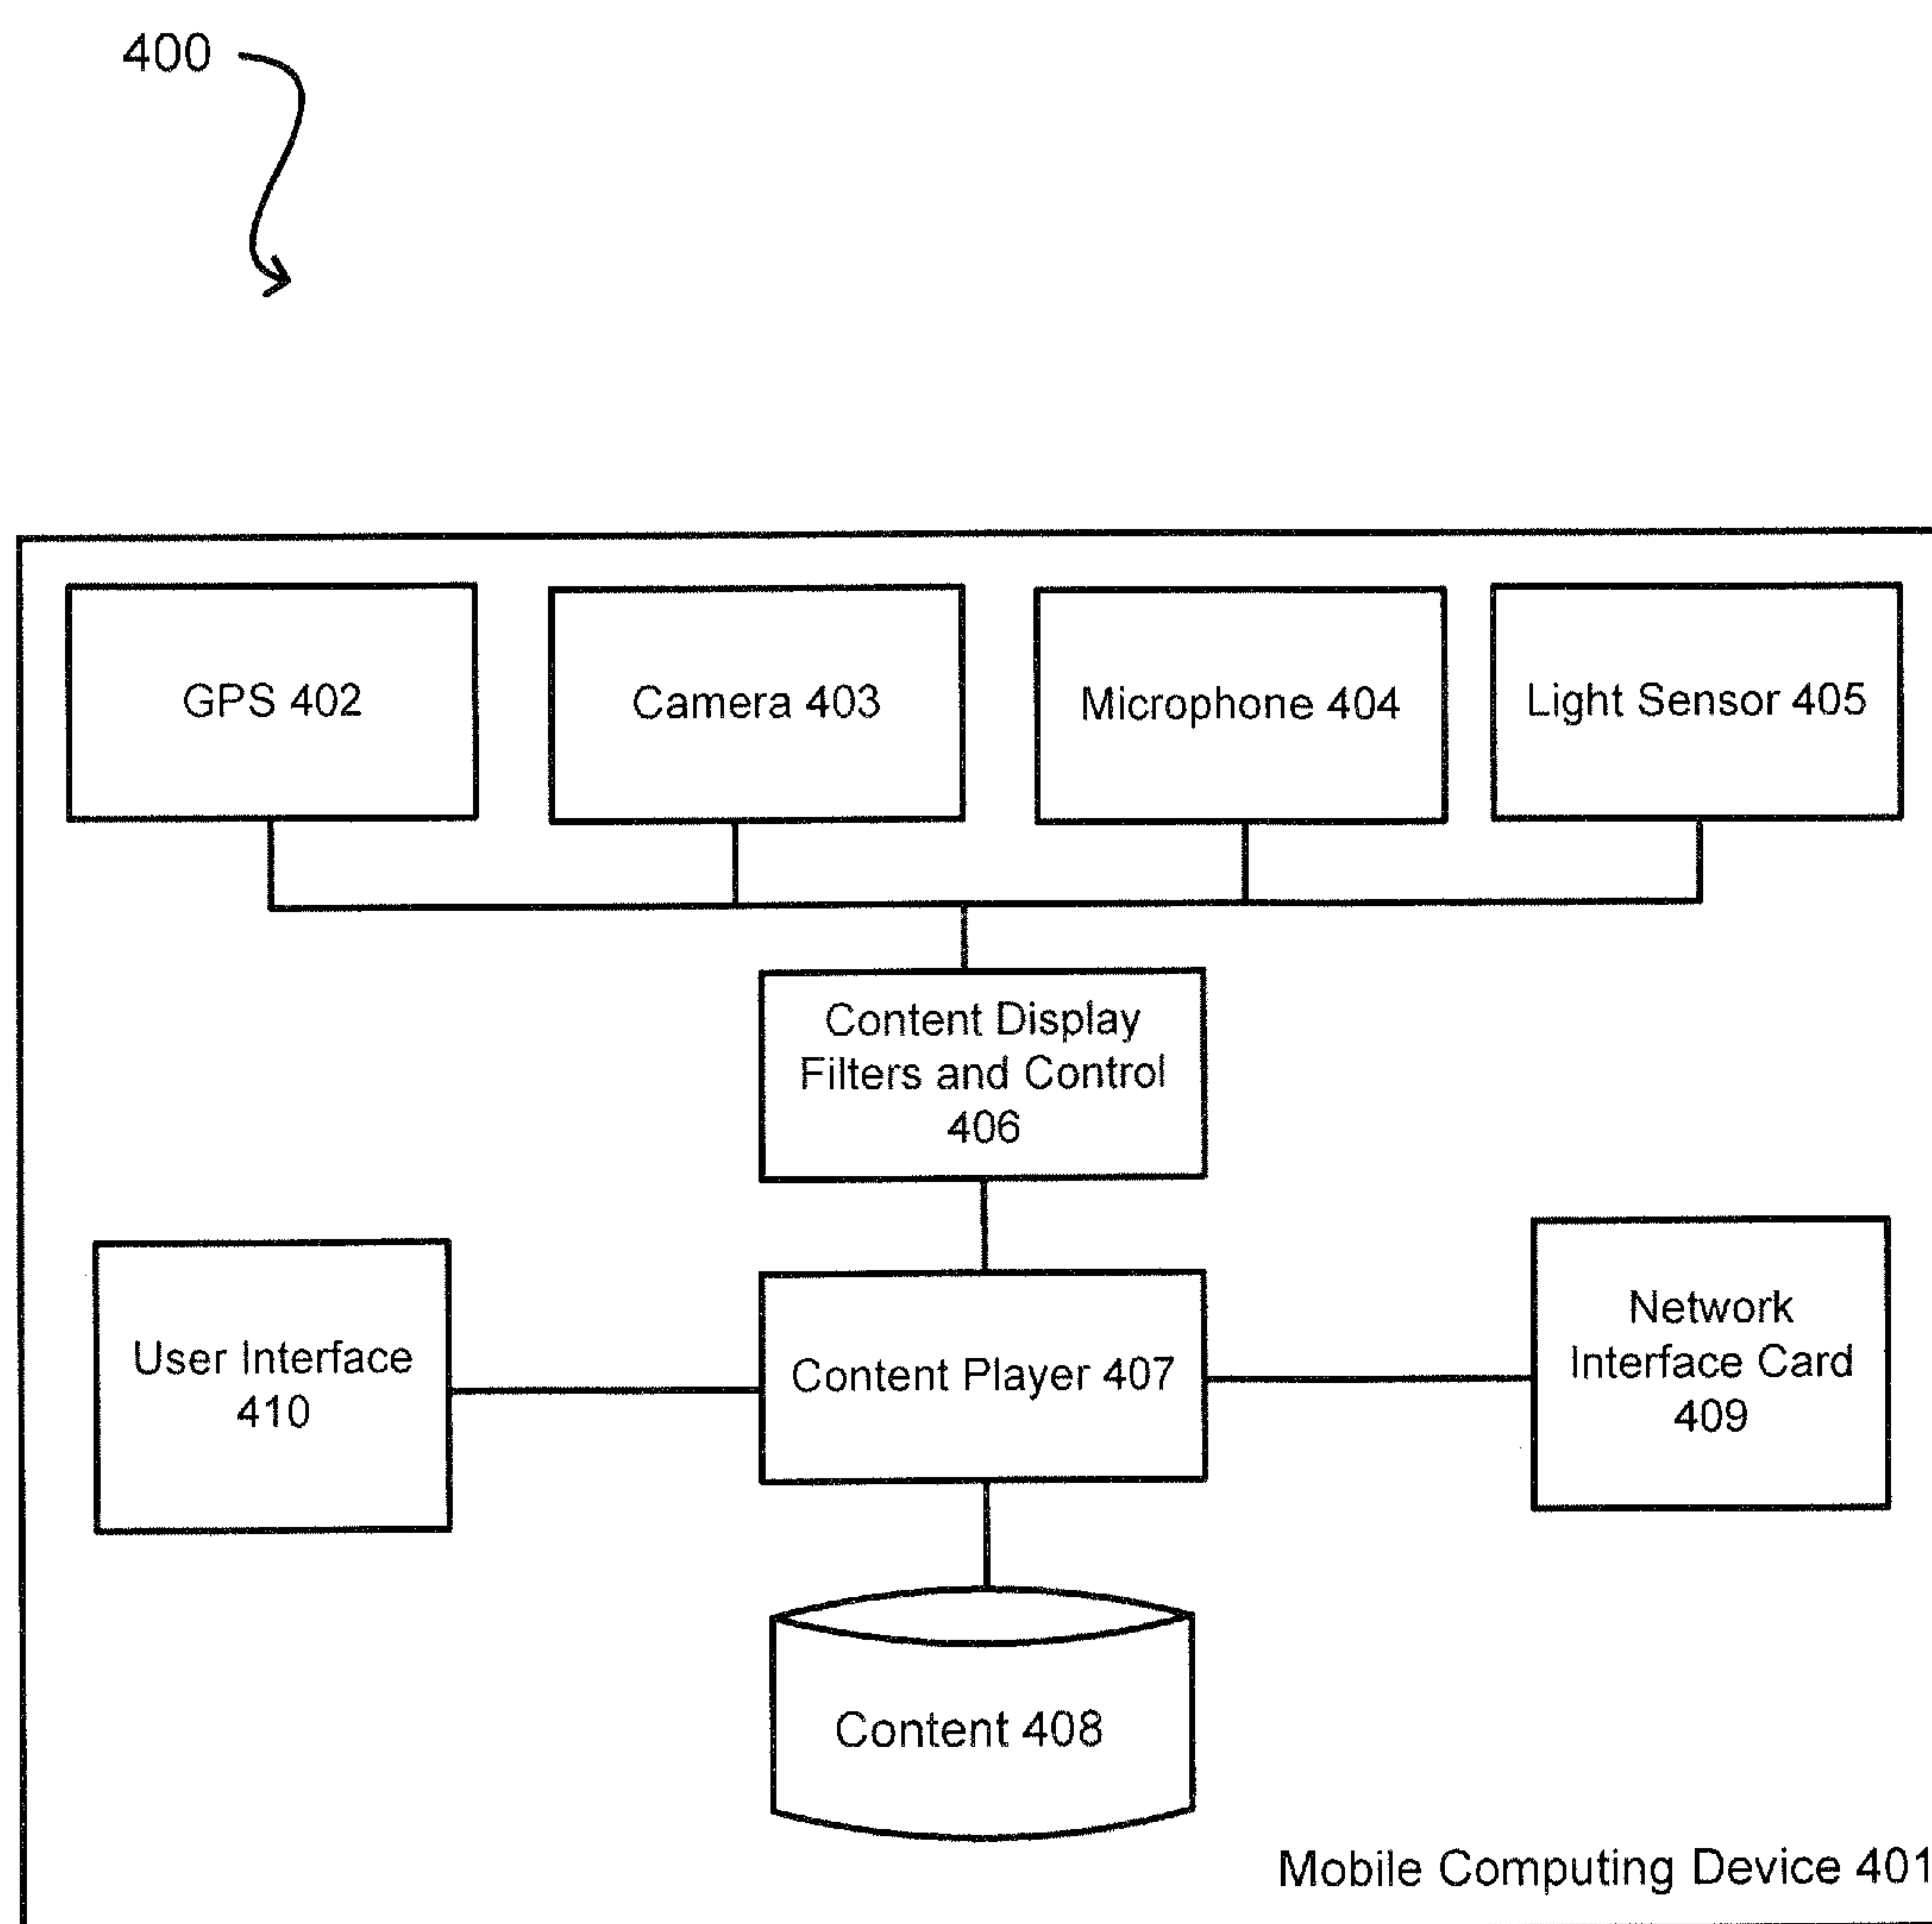 400
GPS 402
Camera 403
Microphone 404
Light Sensor 405
Content Display
Filters and Control
406
User Interface
410
Content Player 407
Network
Interface Card
409
Content 408
Mobile Computing Device 401